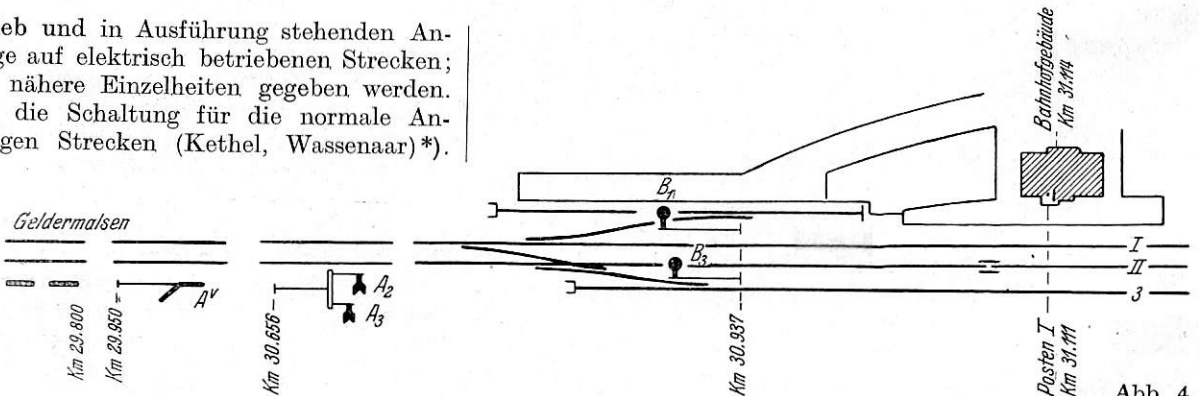 eb und in Ausführung stehenden An-
ge auf elektrisch betriebenen Strecken;
nähere Einzelheiten gegeben werden.
die Schaltung für die normale An-
gen Strecken (Kethel, Wassenaar)*).
Bahnhofgebäude
Km 31.114
Geldermalsen
B₁
B₃
I
II
3
Aᵛ
A₂
A₃
Km 29.800
Km 29.950
Km 30.656
Km 30.937
Posten I
Km 31.111
Abb. 4